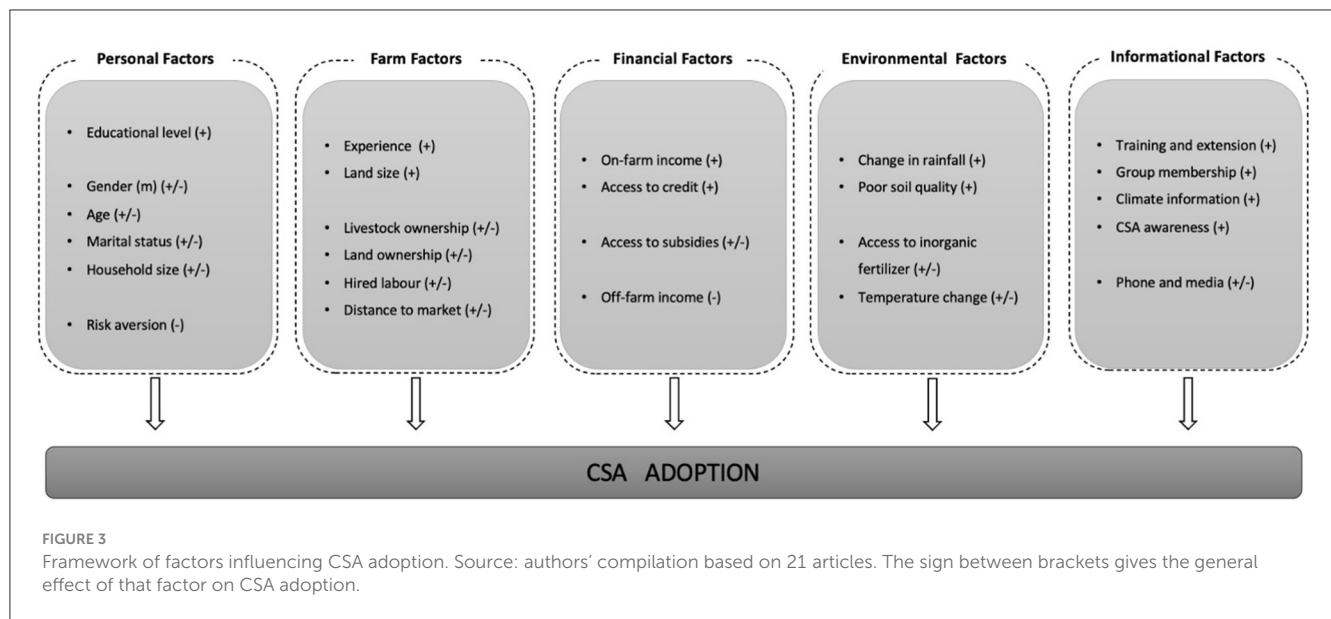 Personal Factors
• Educational level (+)
• Gender (m) (+/-)
• Age (+/-)
• Marital status (+/-)
• Household size (+/-)
• Risk aversion (-)
Farm Factors
• Experience (+)
• Land size (+)
• Livestock ownership (+/-)
• Land ownership (+/-)
• Hired labour (+/-)
• Distance to market (+/-)
Financial Factors
• On-farm income (+)
• Access to credit (+)
• Access to subsidies (+/-)
• Off-farm income (-)
Environmental Factors
• Change in rainfall (+)
• Poor soil quality (+)
• Access to inorganic
fertilizer (+/-)
• Temperature change (+/-)
Informational Factors
• Training and extension (+)
• Group membership (+)
• Climate information (+)
• CSA awareness (+)
• Phone and media (+/-)
CSA ADOPTION
FIGURE 3
Framework of factors influencing CSA adoption. Source: authors' compilation based on 21 articles. The sign between brackets gives the general
effect of that factor on CSA adoption.